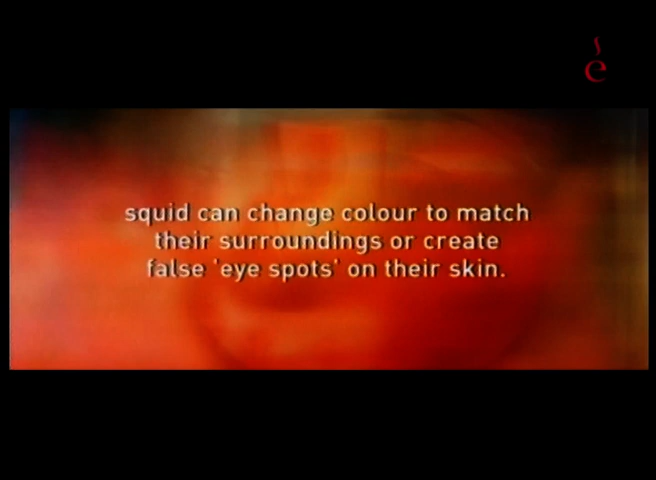 e
squid can change colour to match
their surroundings or create
false 'eye spots' on their skin.